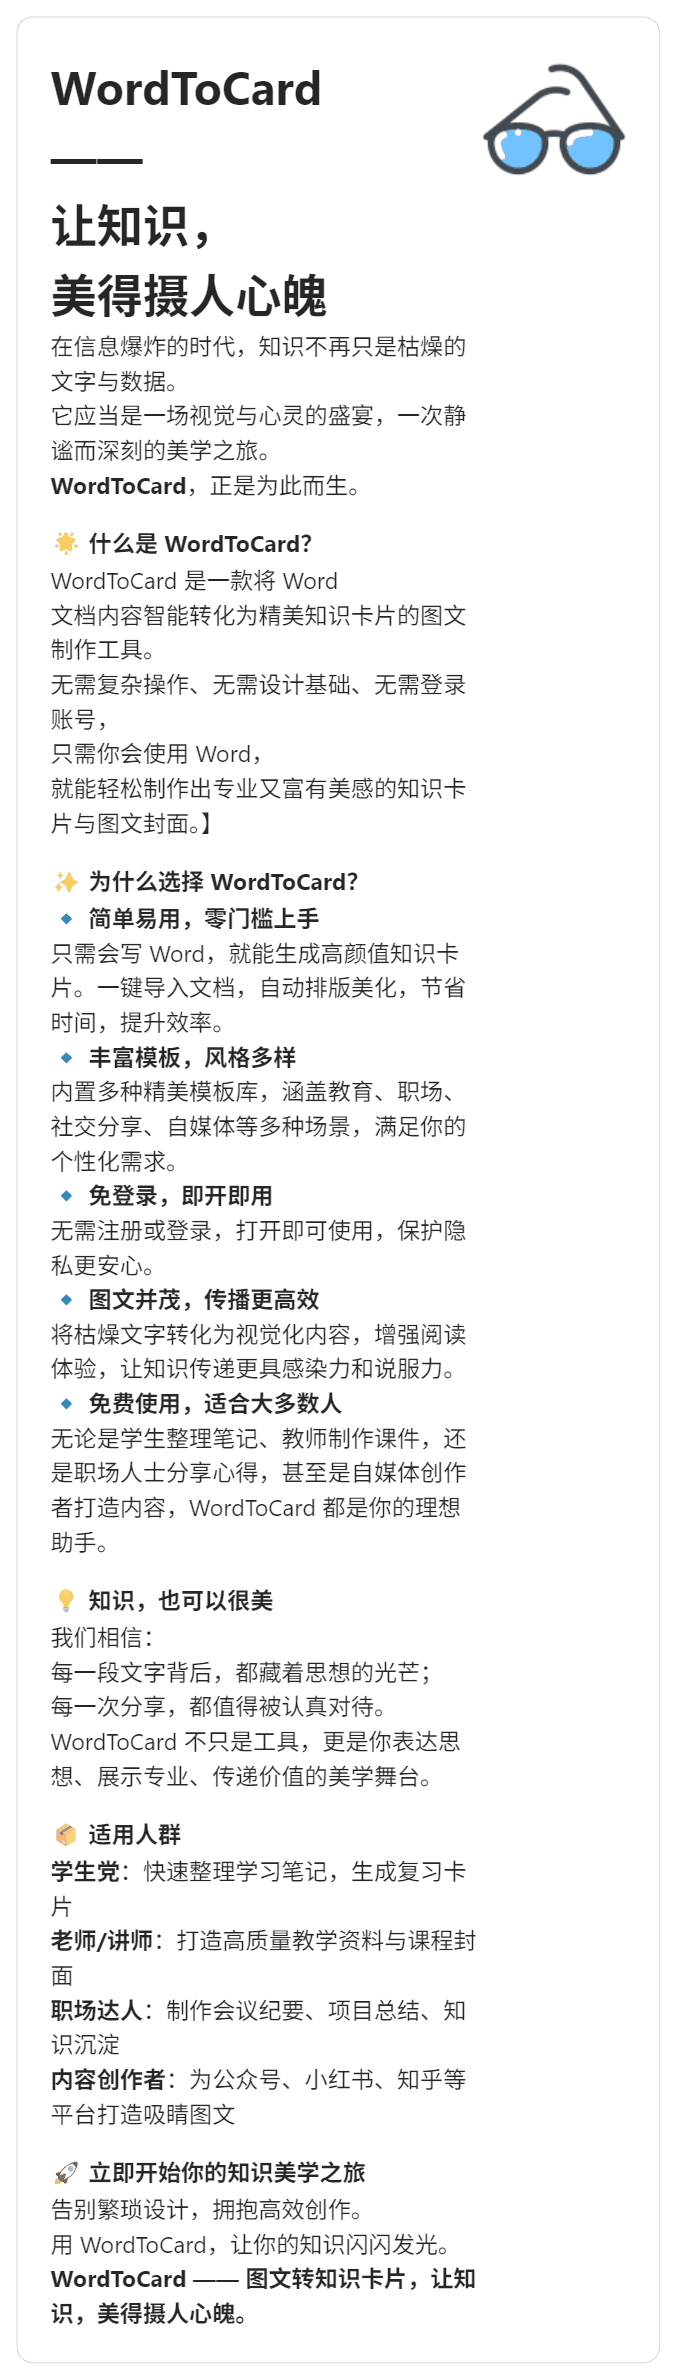 WordToCard
——
让知识，
美得摄人心魄
在信息爆炸的时代，知识不再只是枯燥的
文字与数据。
它应当是一场视觉与心灵的盛宴，一次静
谧而深刻的美学之旅。
WordToCard，正是为此而生。
🌟 什么是 WordToCard?
WordToCard 是一款将 Word
文档内容智能转化为精美知识卡片的图文
制作工具。
无需复杂操作、无需设计基础、无需登录
账号，
只需你会使用 Word，
就能轻松制作出专业又富有美感的知识卡
片与图文封面。】
✨ 为什么选择 WordToCard?
🔹 简单易用，零门槛上手
只需会写 Word，就能生成高颜值知识卡
片。一键导入文档，自动排版美化，节省
时间，提升效率。
🔹 丰富模板，风格多样
内置多种精美模板库，涵盖教育、职场、
社交分享、自媒体等多种场景，满足你的
个性化需求。
🔹 免登录，即开即用
无需注册或登录，打开即可使用，保护隐
私更安心。
🔹 图文并茂，传播更高效
将枯燥文字转化为视觉化内容，增强阅读
体验，让知识传递更具感染力和说服力。
🔹 免费使用，适合大多数人
无论是学生整理笔记、教师制作课件，还
是职场人士分享心得，甚至是自媒体创作
者打造内容，WordToCard 都是你的理想
助手。
💡 知识，也可以很美
我们相信：
每一段文字背后，都藏着思想的光芒；
每一次分享，都值得被认真对待。
WordToCard 不只是工具，更是你表达思
想、展示专业、传递价值的美学舞台。
📦 适用人群
学生党：快速整理学习笔记，生成复习卡
片
老师/讲师：打造高质量教学资料与课程封
面
职场达人：制作会议纪要、项目总结、知
识沉淀
内容创作者：为公众号、小红书、知乎等
平台打造吸睛图文
🚀 立即开始你的知识美学之旅
告别繁琐设计，拥抱高效创作。
用 WordToCard，让你的知识闪闪发光。
WordToCard —— 图文转知识卡片，让知
识，美得摄人心魄。